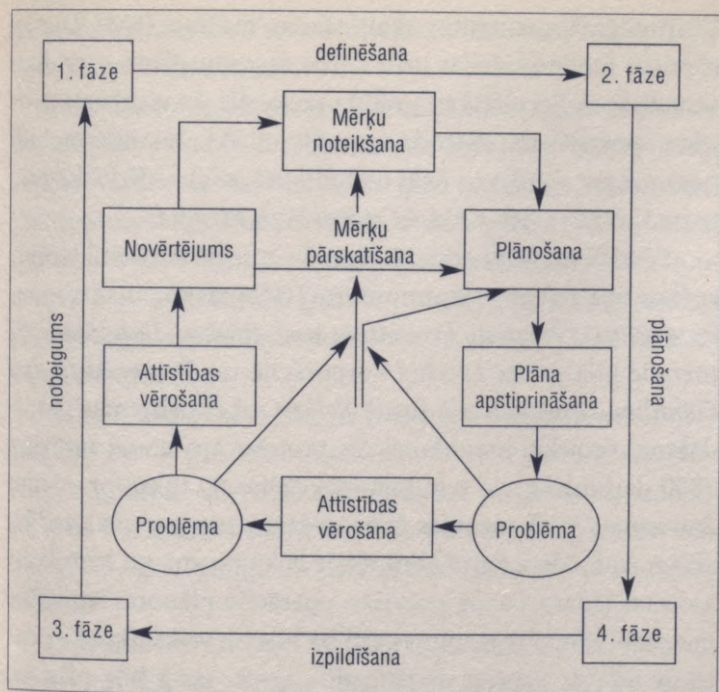 definēšana
1. fāze
2. fāze
Mērķu
noteikšana
Novērtējums
Mērķu
pārskatīšana
Plānošana
nobeigums
plānošana
Attīstības
vērošana
Plāna
apstiprināšana
Problēma
Attīstības
vērošana
Problēma
3. fāze
4. fāze
izpildīšana